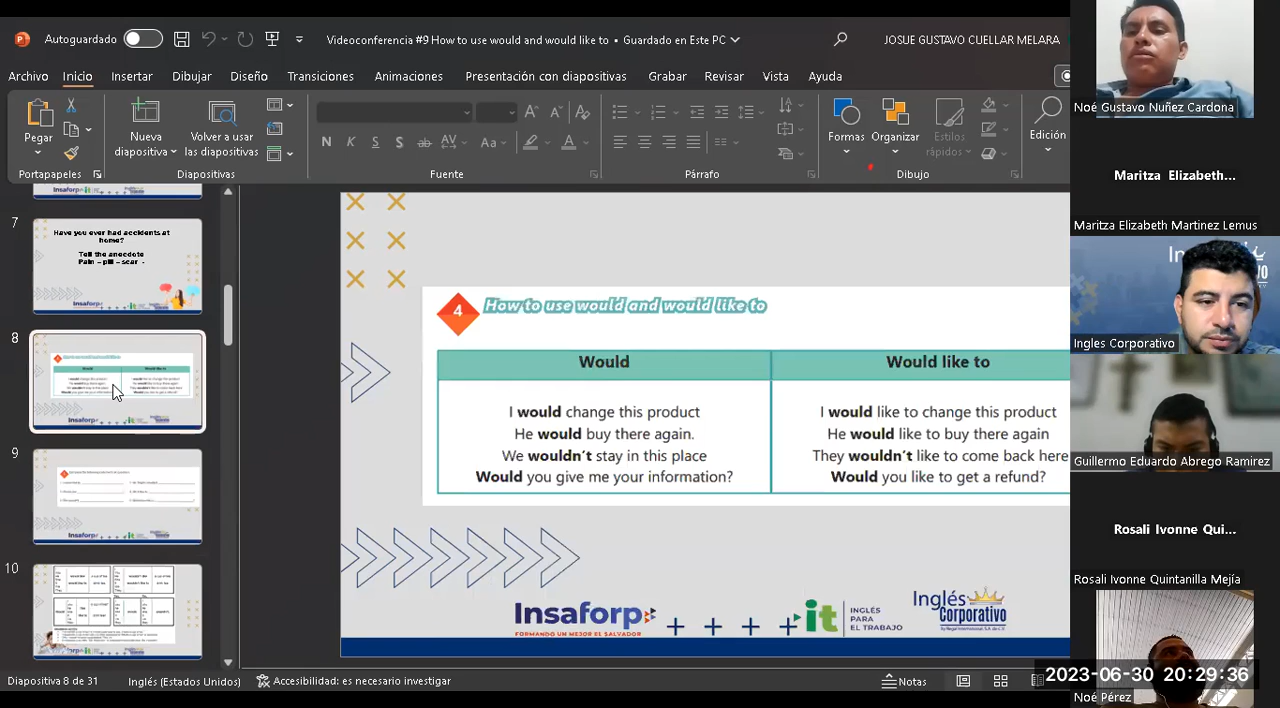 Autoguardado
Videoconferencia #9 How to use would and would like to • Guardado en Este PC
JOSUE GUSTAVO CUELLAR MELARA
Archivo Inicio Insertar Dibujar Diseño Transiciones Animaciones Presentación con diapositivas Grabar Revisar Vista Ayuda
Pegar
Nueva diapositiva
Volver a usar las diapositivas
N K S S ab AV Aa A
Formas Organizar Estilos rápidos Edición
Portapapeles Diapositivas Fuente Párrafo Dibujo
7
Have you ever had accidents at home?
Tell the anecdote
Pain – pill – scar -
8
9
10
4
How to use would and would like to
Would
Would like to
I would change this product
He would buy there again.
We wouldn't stay in this place
Would you give me your information?
I would like to change this product
He would like to buy there again
They wouldn't like to come back here
Would you like to get a refund?
Insaforp
FORMANDO UN MEJOR EL SALVADOR
it
INGLÉS
PARA
EL TRABAJO
Inglés
Corporativo
Diapositiva 8 de 31
Inglés (Estados Unidos)
Accesibilidad: es necesario investigar
Notas
Noé Gustavo Nuñez Cardona
Maritza Elizabeth...
Maritza Elizabeth Martinez Lemus
Ingles Corporativo
Guillermo Eduardo Abrego Ramirez
Rosali Ivonne Qui...
Rosali Ivonne Quintanilla Mejía
2023-06-30 20:29:36
Noé Pérez